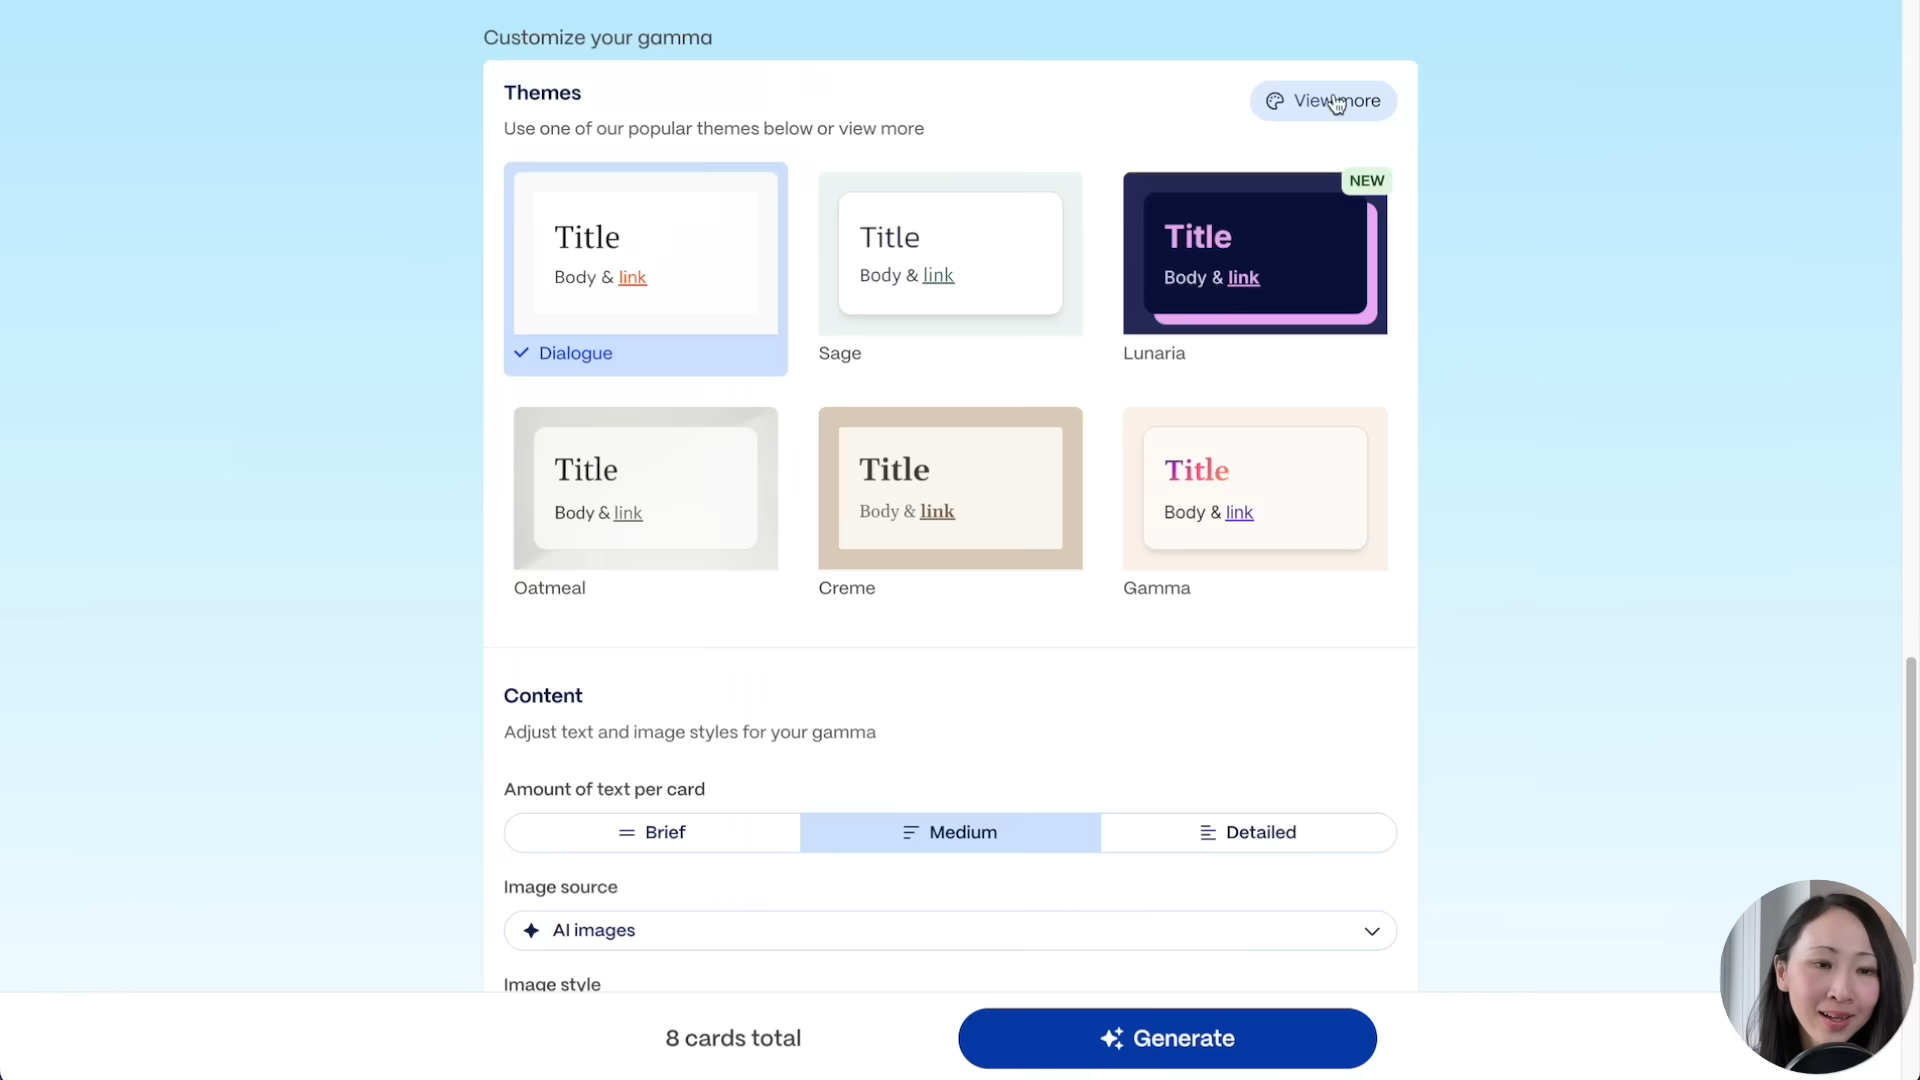 Customize your gamma
Themes
View more
Use one of our popular themes below or view more
Title
Body & link
Dialogue
Title
Body & link
Sage
NEW
Title
Body & link
Lunaria
Title
Body & link
Oatmeal
Title
Body & link
Creme
Title
Body & link
Gamma
Content
Adjust text and image styles for your gamma
Amount of text per card
Brief
Medium
Detailed
Image source
AI images
Image style
8 cards total
Generate